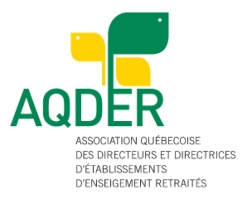 AQDER
ASSOCIATION QUÉBECOISE
DES DIRECTEURS ET DIRECTRICES
D'ÉTABLISSEMENTS
D'ENSEIGEMENT RETRAITÉS